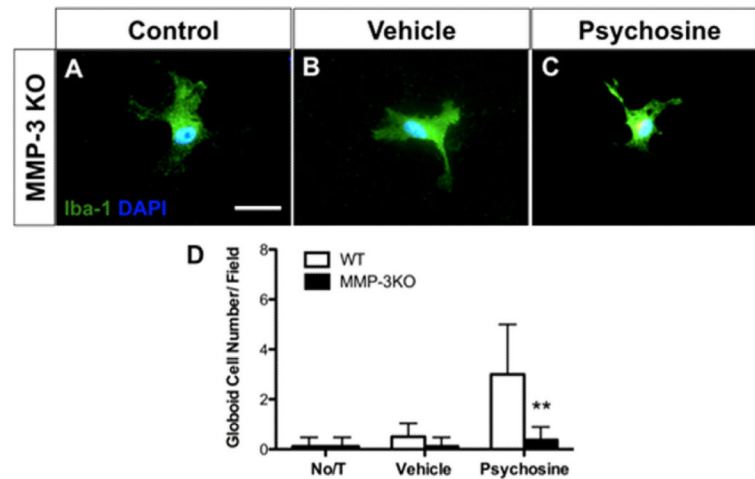 Control
Vehicle
Psychosine
MMP-3 KO
A
B
C
Iba-1 DAPI
D
Globoid Cell Number/ Field
8
6
4
2
0
WT
MMP-3KO
**
No/T
Vehicle
Psychosine